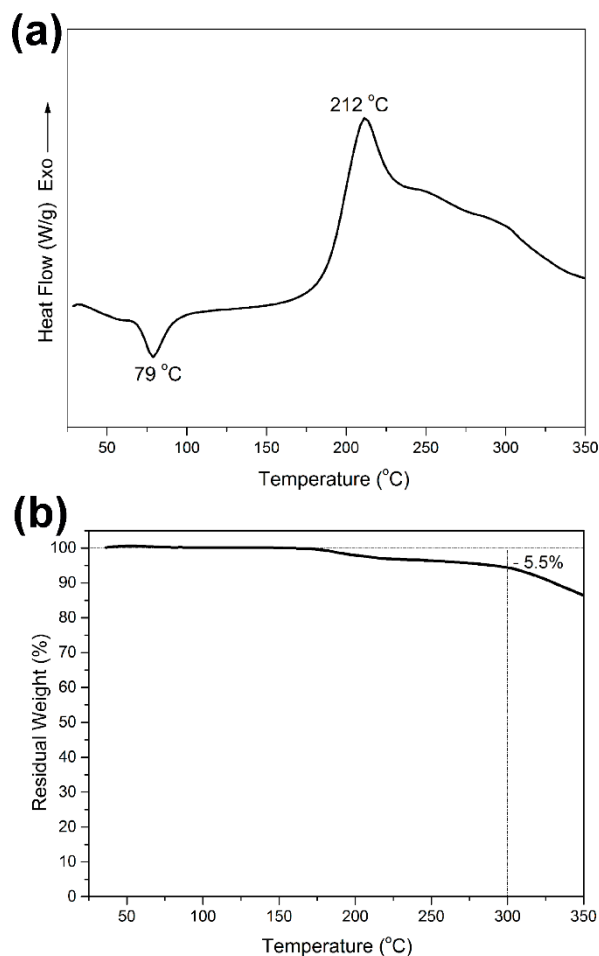 (a)
Heat Flow (W/g) Exo ⟶
212 °C
79 °C
50 100 150 200 250 300 350
Temperature (°C)
(b)
100
90
80
70
60
50
40
30
20
10
0
- 5.5%
Residual Weight (%)
50 100 150 200 250 300 350
Temperature (°C)